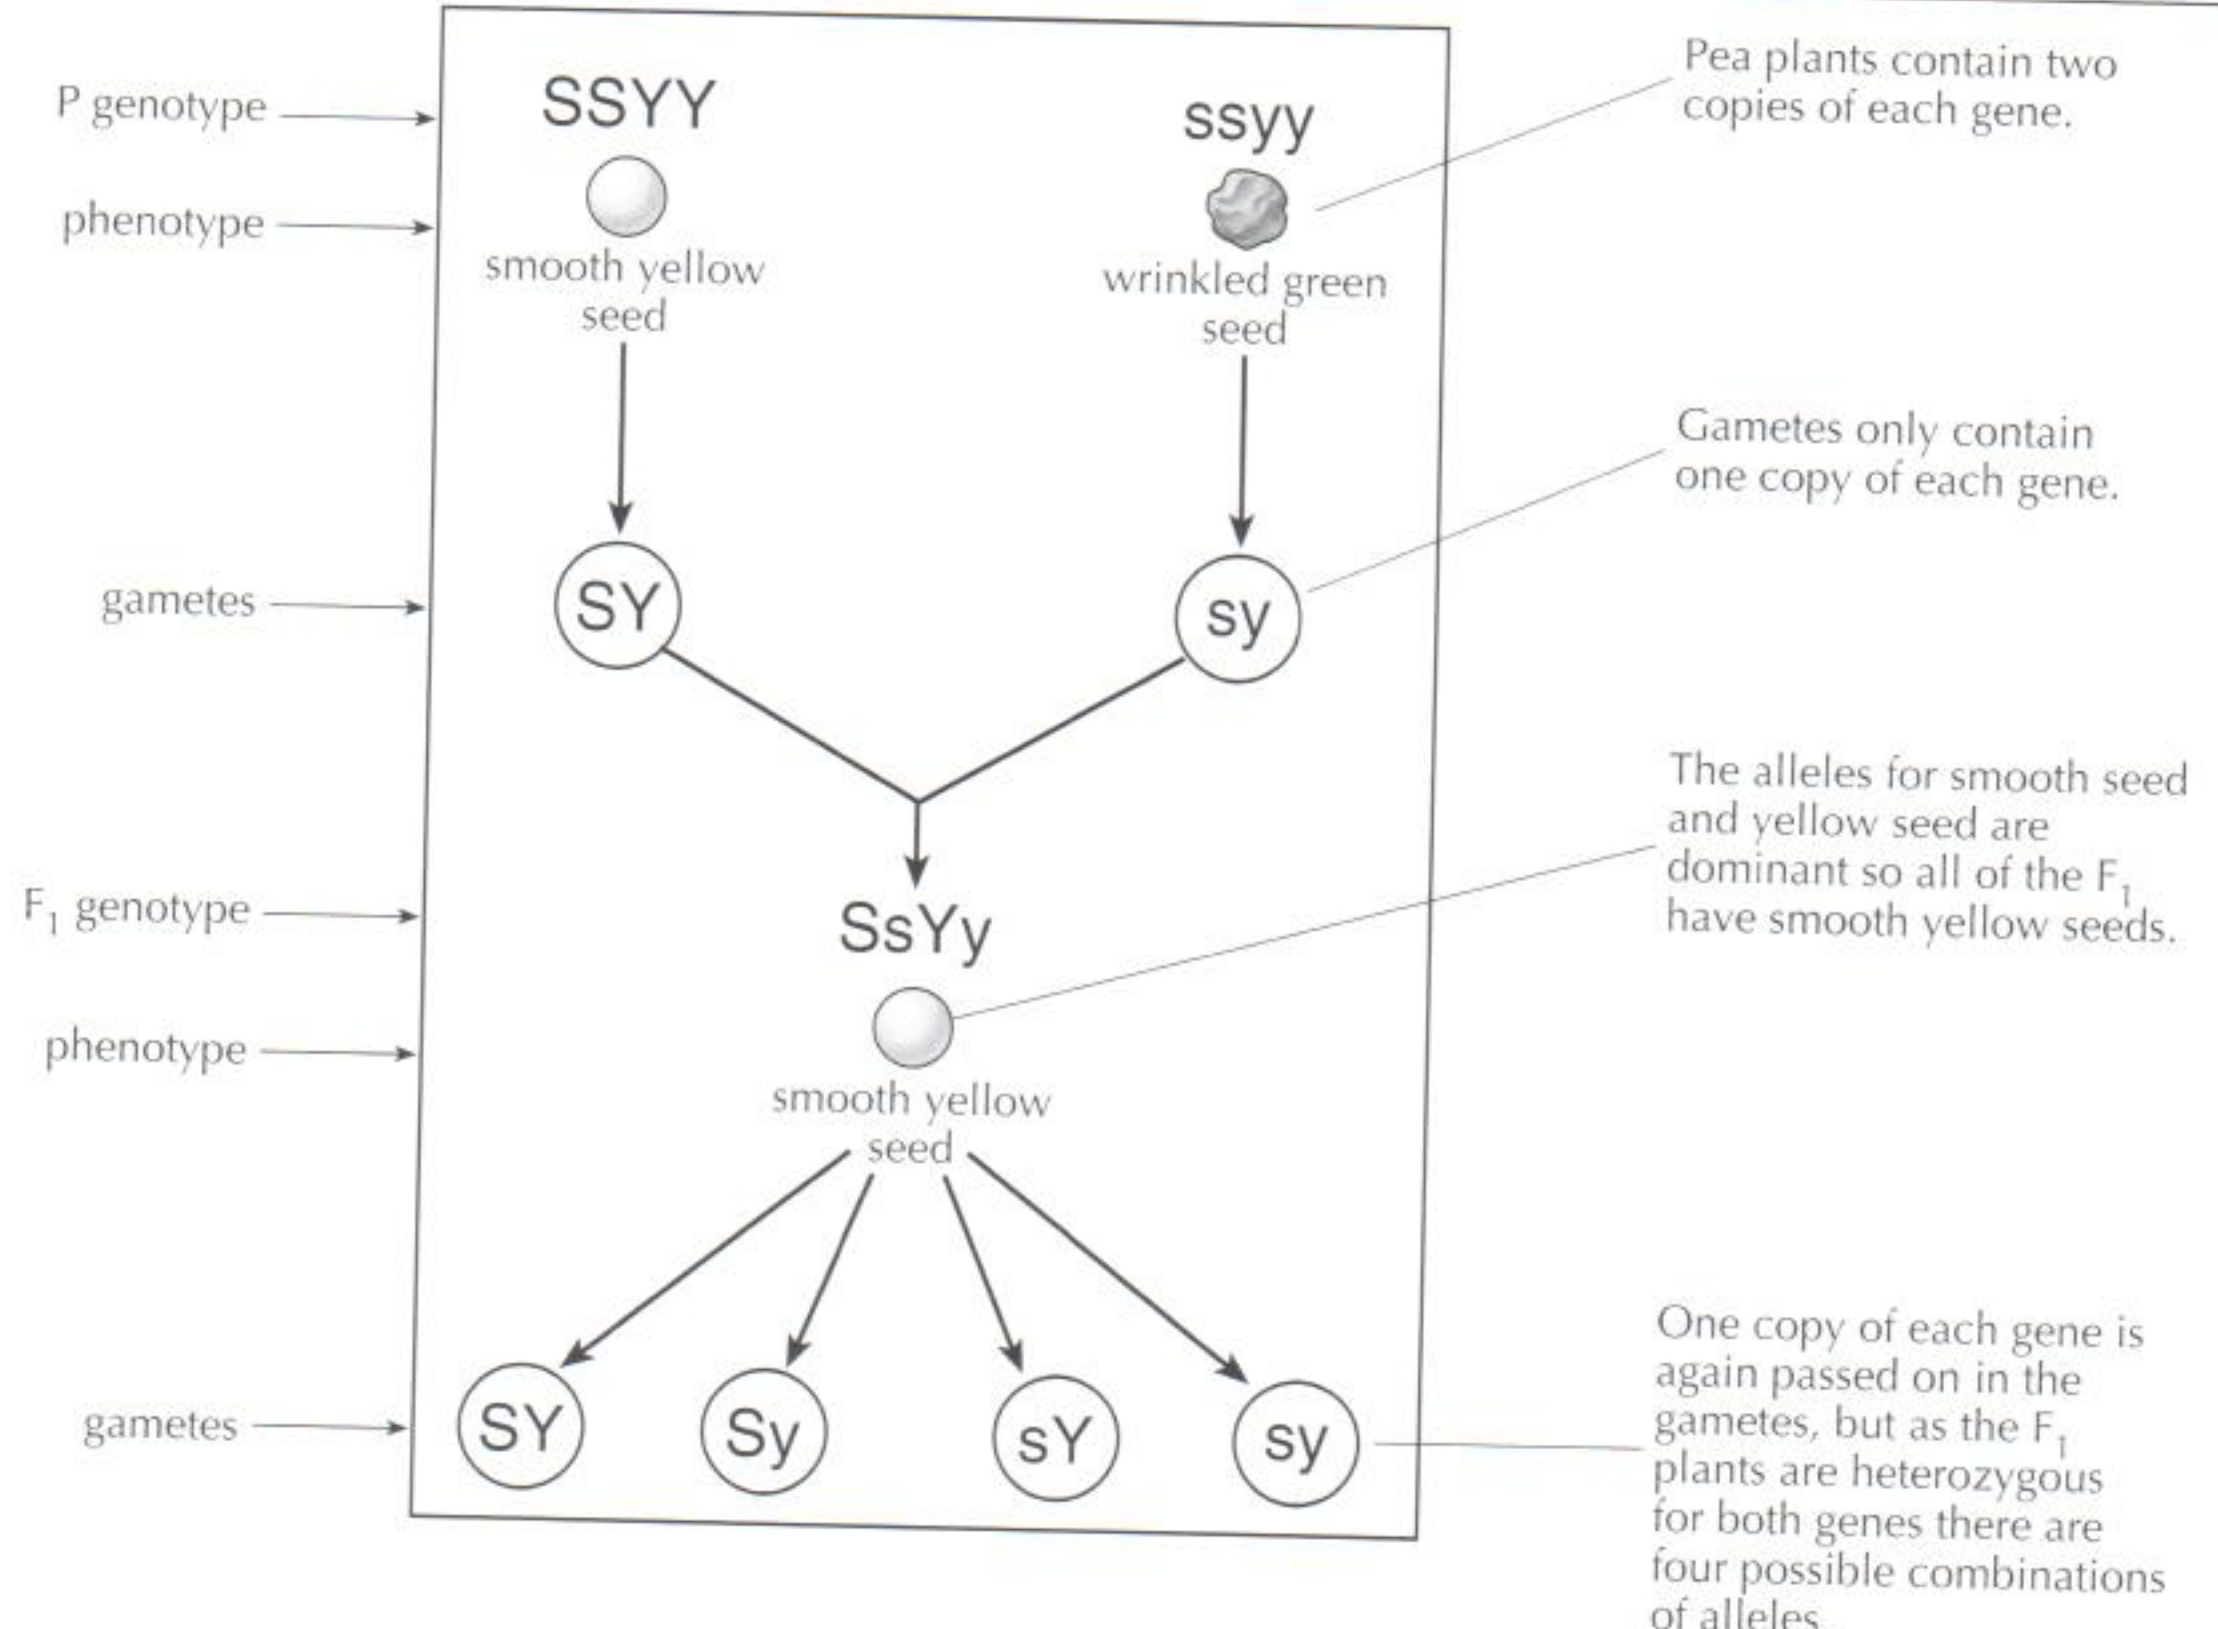 P genotype
SSYY
ssyy
Pea plants contain two
copies of each gene.
phenotype
smooth yellow
seed
wrinkled green
seed
gametes
SY
sy
Gametes only contain
one copy of each gene.
F₁ genotype
SsYy
The alleles for smooth seed
and yellow seed are
dominant so all of the F₁
have smooth yellow seeds.
phenotype
smooth yellow
seed
gametes
SY
Sy
sY
sy
One copy of each gene is
again passed on in the
gametes, but as the F₁
plants are heterozygous
for both genes there are
four possible combinations
of alleles.